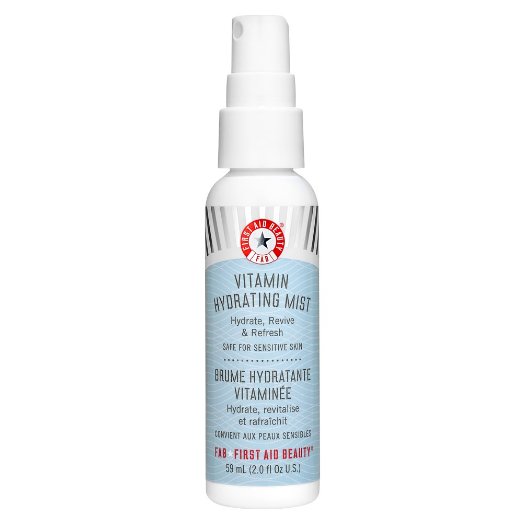 FIRST AID BEAUTY®
FAB
VITAMIN
HYDRATING MIST
Hydrate, Revive
& Refresh
SAFE FOR SENSITIVE SKIN
BRUME HYDRATANTE
VITAMINÉE
Hydrate, revitalise
et rafraîchit
CONVIENT AUX PEAUX SENSIBLES
FAB FIRST AID BEAUTY®
59 mL (2.0 fl Oz U.S.)